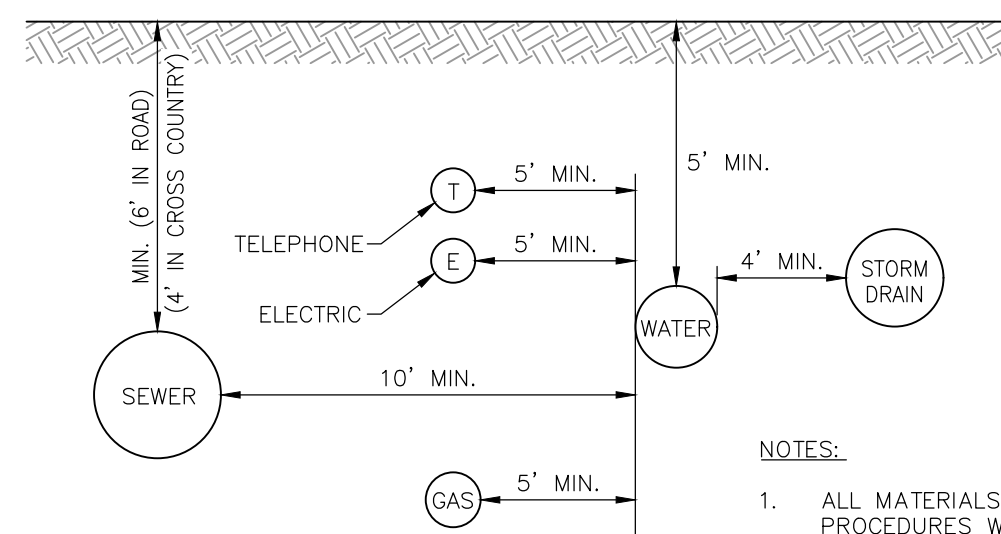 MIN. (6' IN ROAD)
(4' IN CROSS COUNTRY)
5' MIN.
T
5' MIN.
TELEPHONE
E
5' MIN.
ELECTRIC
4' MIN.
STORM
DRAIN
WATER
SEWER
10' MIN.
GAS
5' MIN.
NOTES:
1. ALL MATERIALS
PROCEDURES W